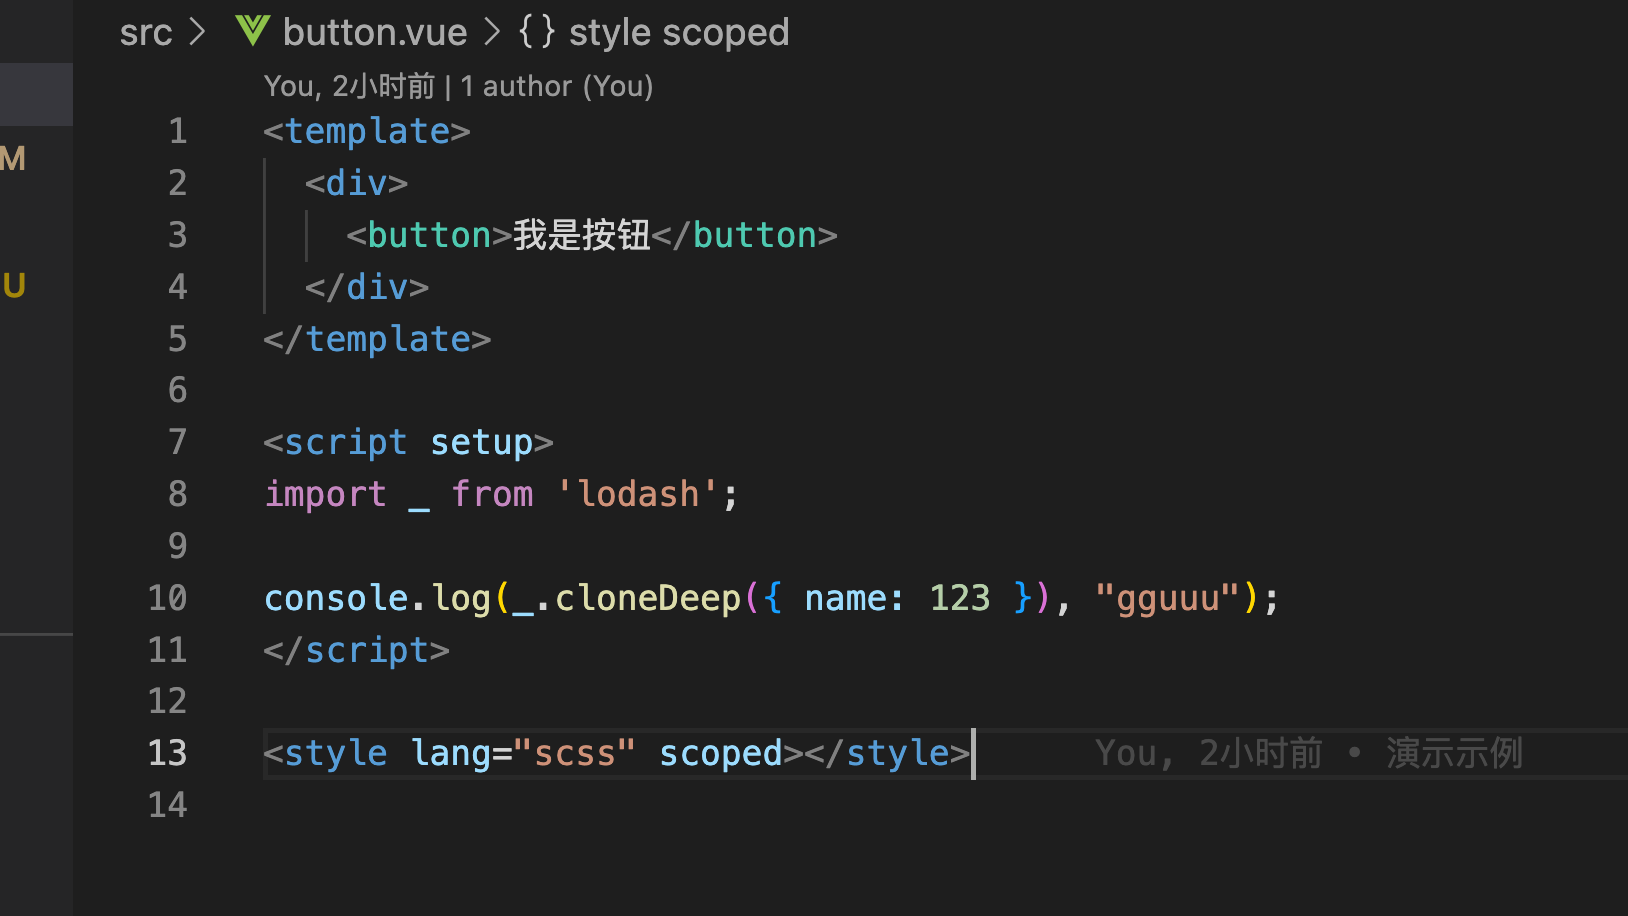 src > button.vue > {} style scoped
You, 2小时前 | 1 author (You)
M
U
1 <template>
2   <div>
3     <button>我是按钮</button>
4   </div>
5 </template>
6
7 <script setup>
8 import _ from 'lodash';
9
10 console.log(_.cloneDeep({ name: 123 }), "gguuu");
11 </script>
12
13 <style lang="scss" scoped></style> You, 2小时前 • 演示示例
14